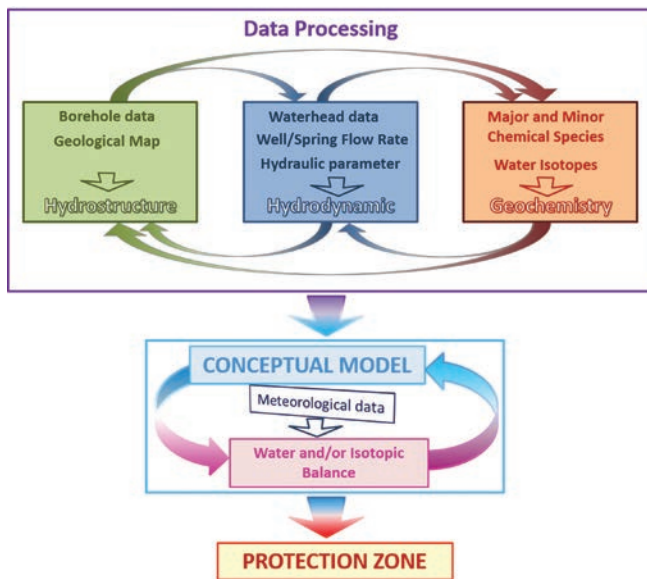 Data Processing
Borehole data
Geological Map
Hydrostructure
Waterhead data
Well/Spring Flow Rate
Hydraulic parameter
Hydrodynamic
Major and Minor
Chemical Species
Water Isotopes
Geochemistry
CONCEPTUAL MODEL
Meteorological data
Water and/or Isotopic
Balance
PROTECTION ZONE